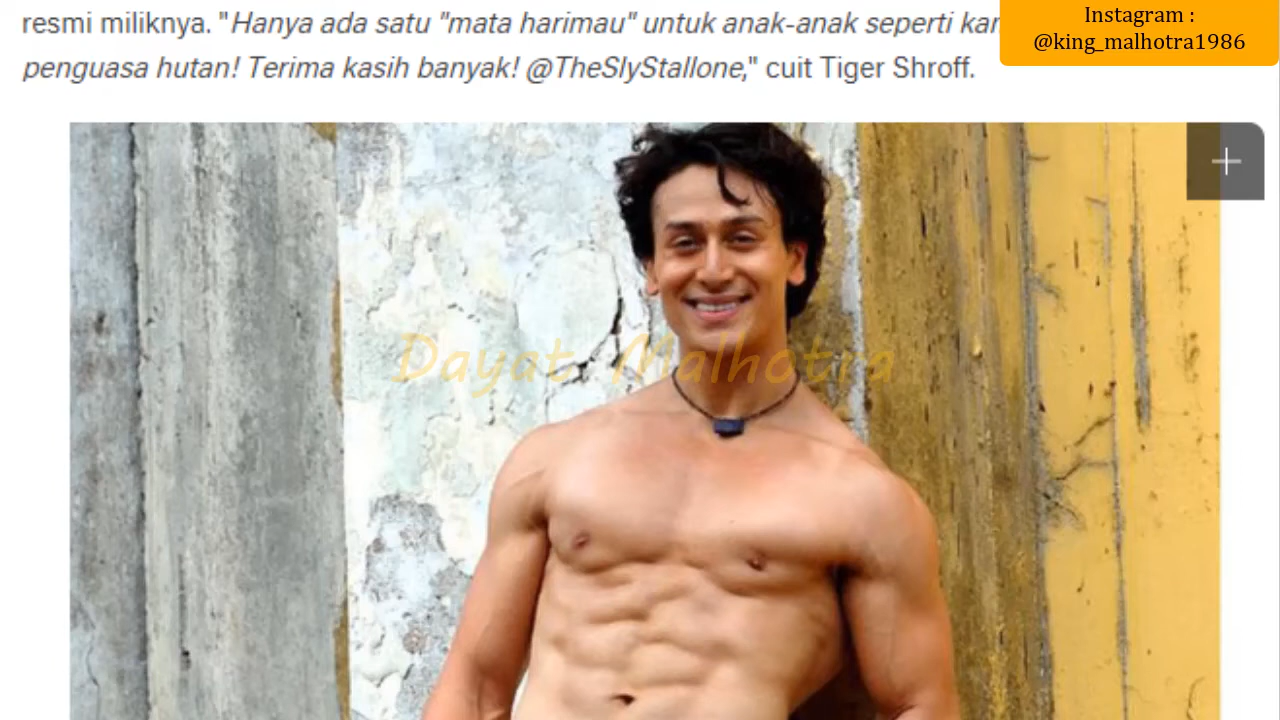 resmi miliknya. "Hanya ada satu "mata harimau" untuk anak-anak seperti
Instagram :
@king_malhotra1986
penguasa hutan! Terima kasih banyak! @TheSlyStallone," cuit Tiger Shroff.
Dayat Malhotra